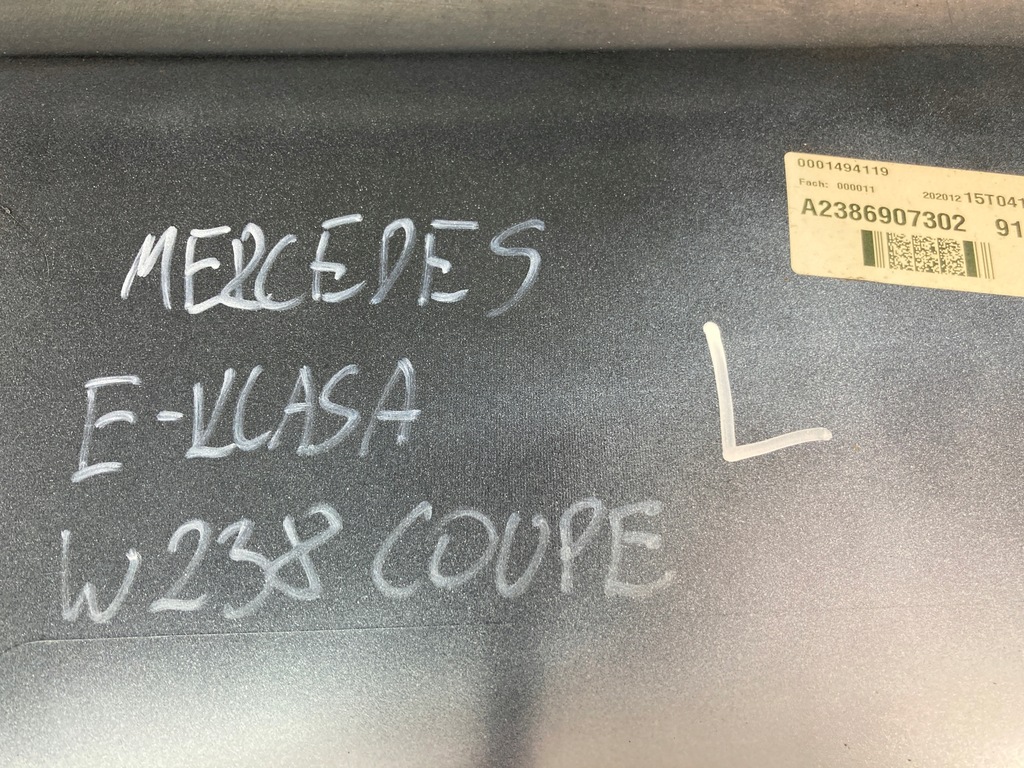 0001494119
Fach: 000011
202012 15T041
A2386907302 91
MERCEDES
L
E-KLASA
W238 COUPE